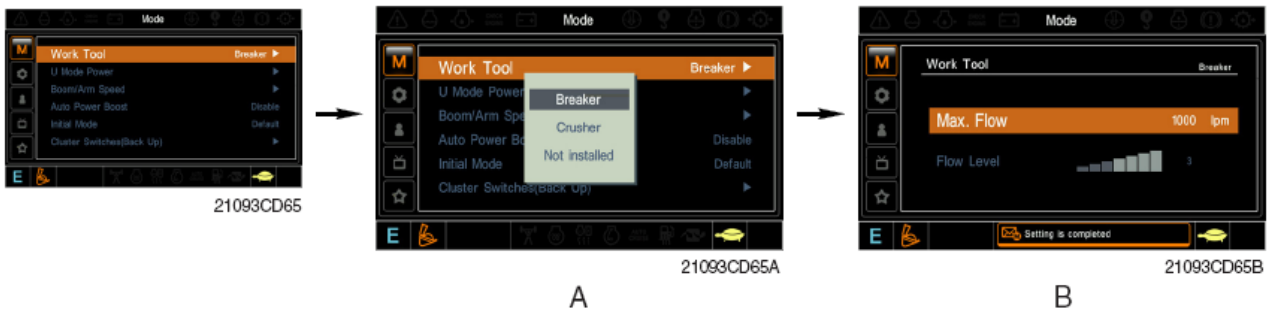 Mode
M
Work Tool Breaker ▶
U Mode Power ▶
Boom/Arm Speed ▶
Auto Power Boost Disable
Initial Mode Default
Cluster Switches(Back Up) ▶
E
21093CD65
Mode
M
Work Tool Breaker ▶
U Mode Power ▶
Boom/Arm Spe ▶
Auto Power Bo Disable
Initial Mode Default
Cluster Switches(Back Up) ▶
Breaker
Crusher
Not installed
E
21093CD65A
A
Mode
M
Work Tool Breaker
Max. Flow 1000 lpm
Flow Level 3
E Setting is completed
21093CD65B
B